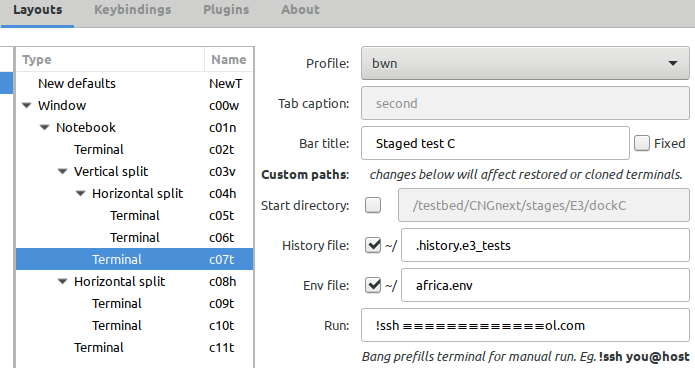 Layouts Keybindings Plugins About
Type Name
New defaults NewT
Window c00w
Notebook c01n
Terminal c02t
Vertical split c03v
Horizontal split c04h
Terminal c05t
Terminal c06t
Terminal c07t
Horizontal split c08h
Terminal c09t
Terminal c10t
Terminal c11t
Profile: bwn
Tab caption: second
Bar title: Staged test C Fixed
Custom paths: changes below will affect restored or cloned terminals.
Start directory: /testbed/CNGnext/stages/E3/dockC
History file: ~/ .history.e3_tests
Env file: ~/ africa.env
Run: !ssh ≡≡≡≡≡≡≡≡≡≡≡≡≡ol.com
Bang prefills terminal for manual run. Eg. !ssh you@host